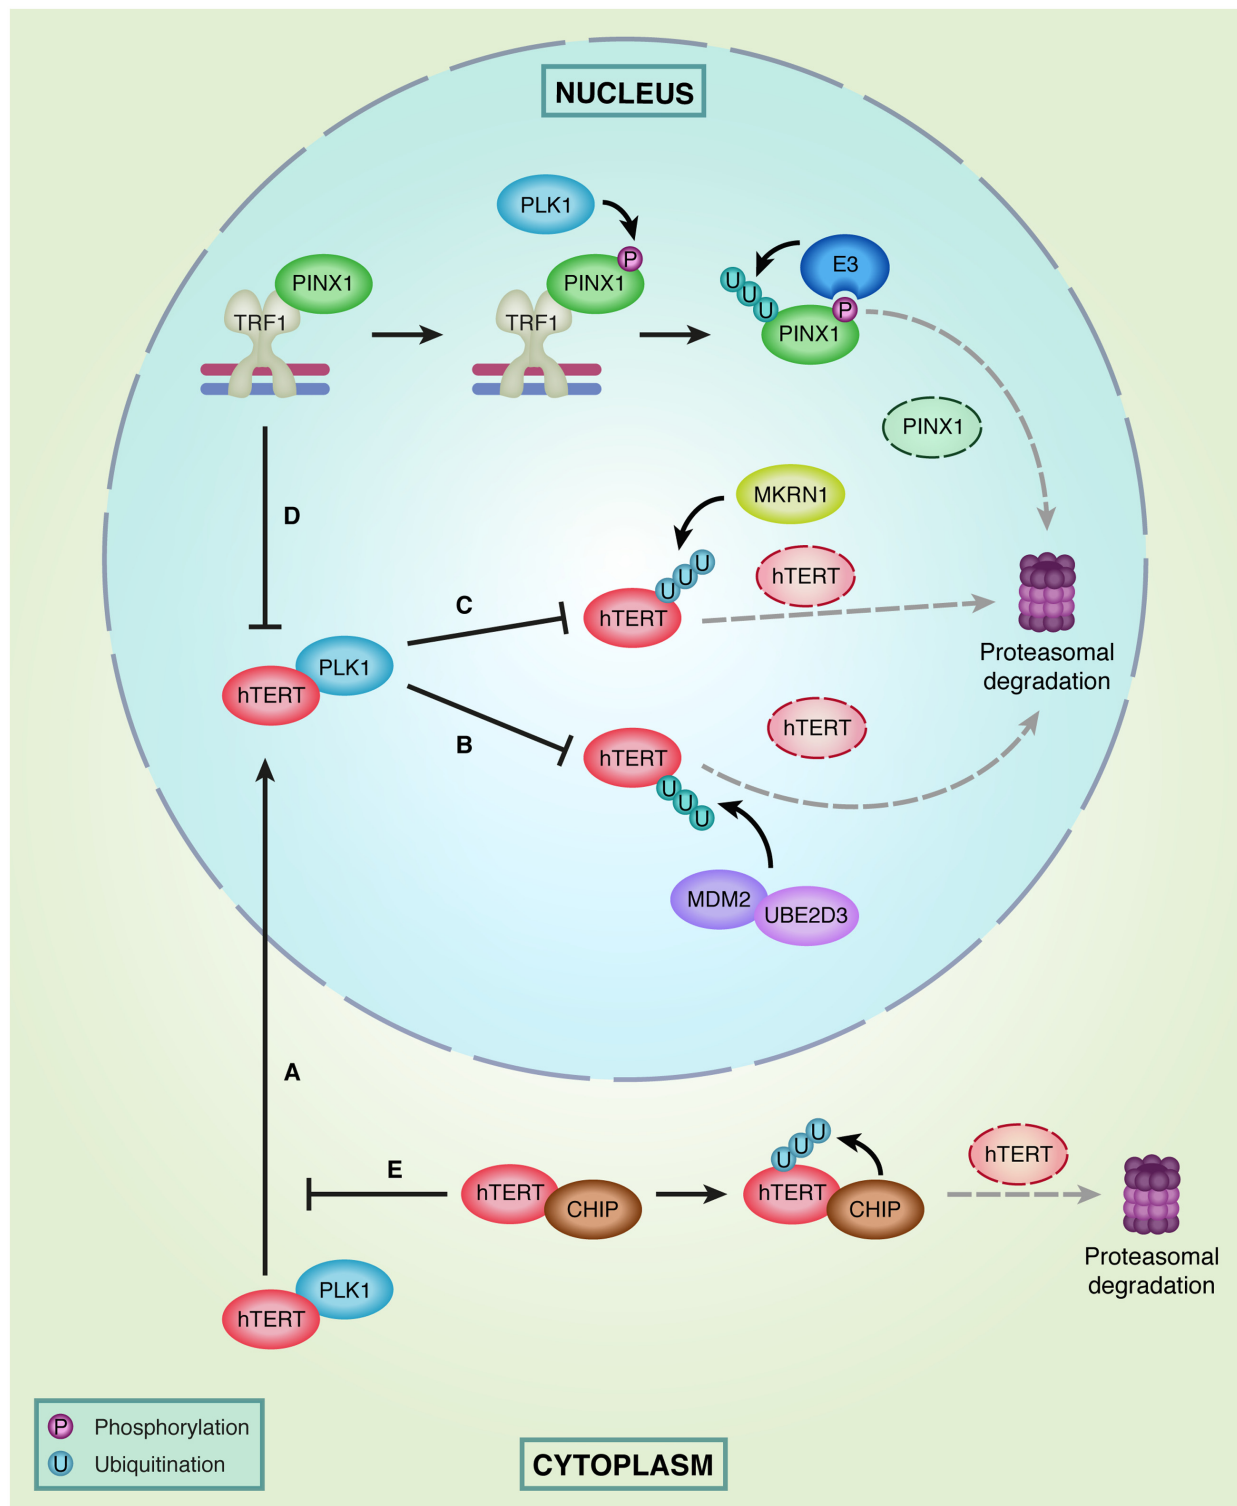 NUCLEUS
PLK1
P
PINX1
TRF1
PINX1
TRF1
E3
U
U
U
P
PINX1
PINX1
D
MKRN1
C
U
U
U
hTERT
hTERT
Proteasomal
degradation
PLK1
hTERT
B
hTERT
U
U
U
hTERT
MDM2
UBE2D3
A
E
hTERT
CHIP
U
U
U
hTERT
CHIP
hTERT
Proteasomal
degradation
PLK1
hTERT
P Phosphorylation
U Ubiquitination
CYTOPLASM